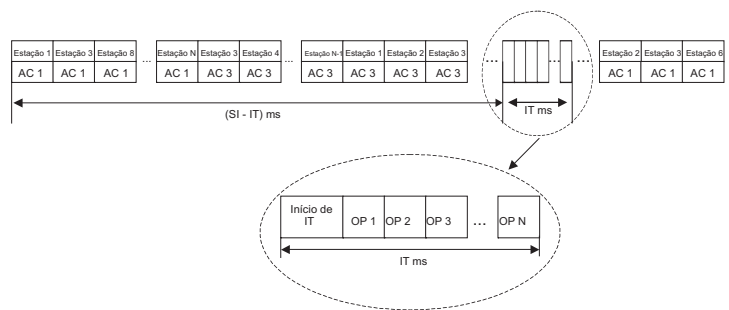 Estação 1 Estação 3 Estação 8 ... Estação N Estação 3 Estação 4 ... Estação N-1 Estação 1 Estação 2 Estação 3 ... ... Estação 2 Estação 3 Estação 6
AC 1 AC 1 AC 1 AC 1 AC 3 AC 3 AC 3 AC 3 AC 3 AC 3 AC 1 AC 1 AC 1
(SI - IT) ms
IT ms
Início de
IT
OP 1 OP 2 OP 3 ... OP N
IT ms